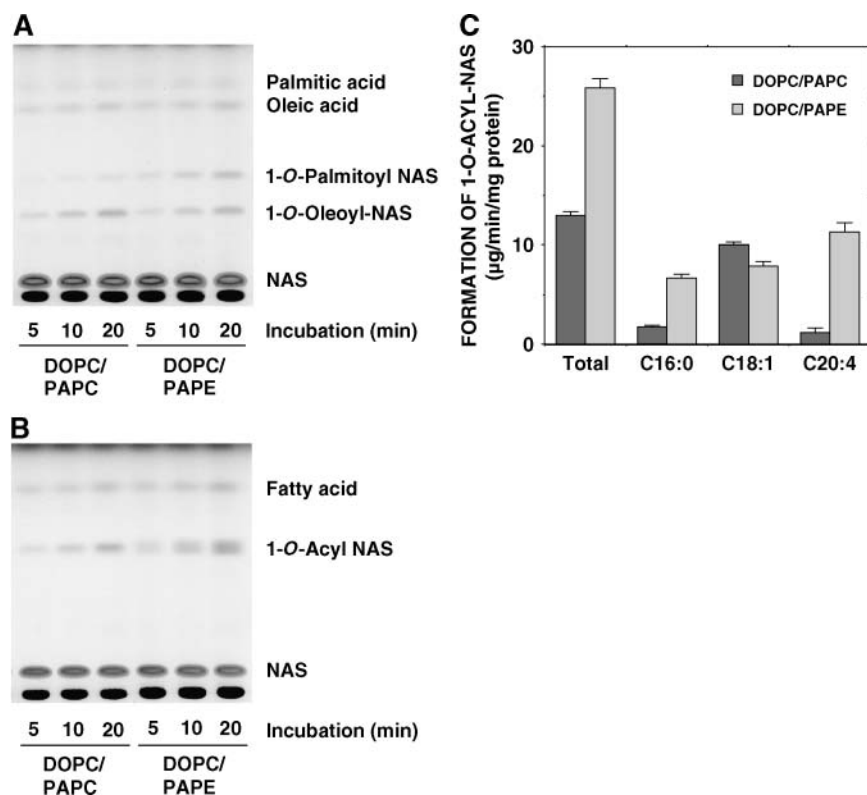 A
Palmitic acid
Oleic acid
1-O-Palmitoyl NAS
1-O-Oleoyl-NAS
NAS
5 10 20 5 10 20 Incubation (min)
DOPC/ DOPC/
PAPC PAPE
B
Fatty acid
1-O-Acyl NAS
NAS
5 10 20 5 10 20 Incubation (min)
DOPC/ DOPC/
PAPC PAPE
C
FORMATION OF 1-O-ACYL-NAS
(µg/min/mg protein)
30
20
10
0
DOPC/PAPC
DOPC/PAPE
Total C16:0 C18:1 C20:4